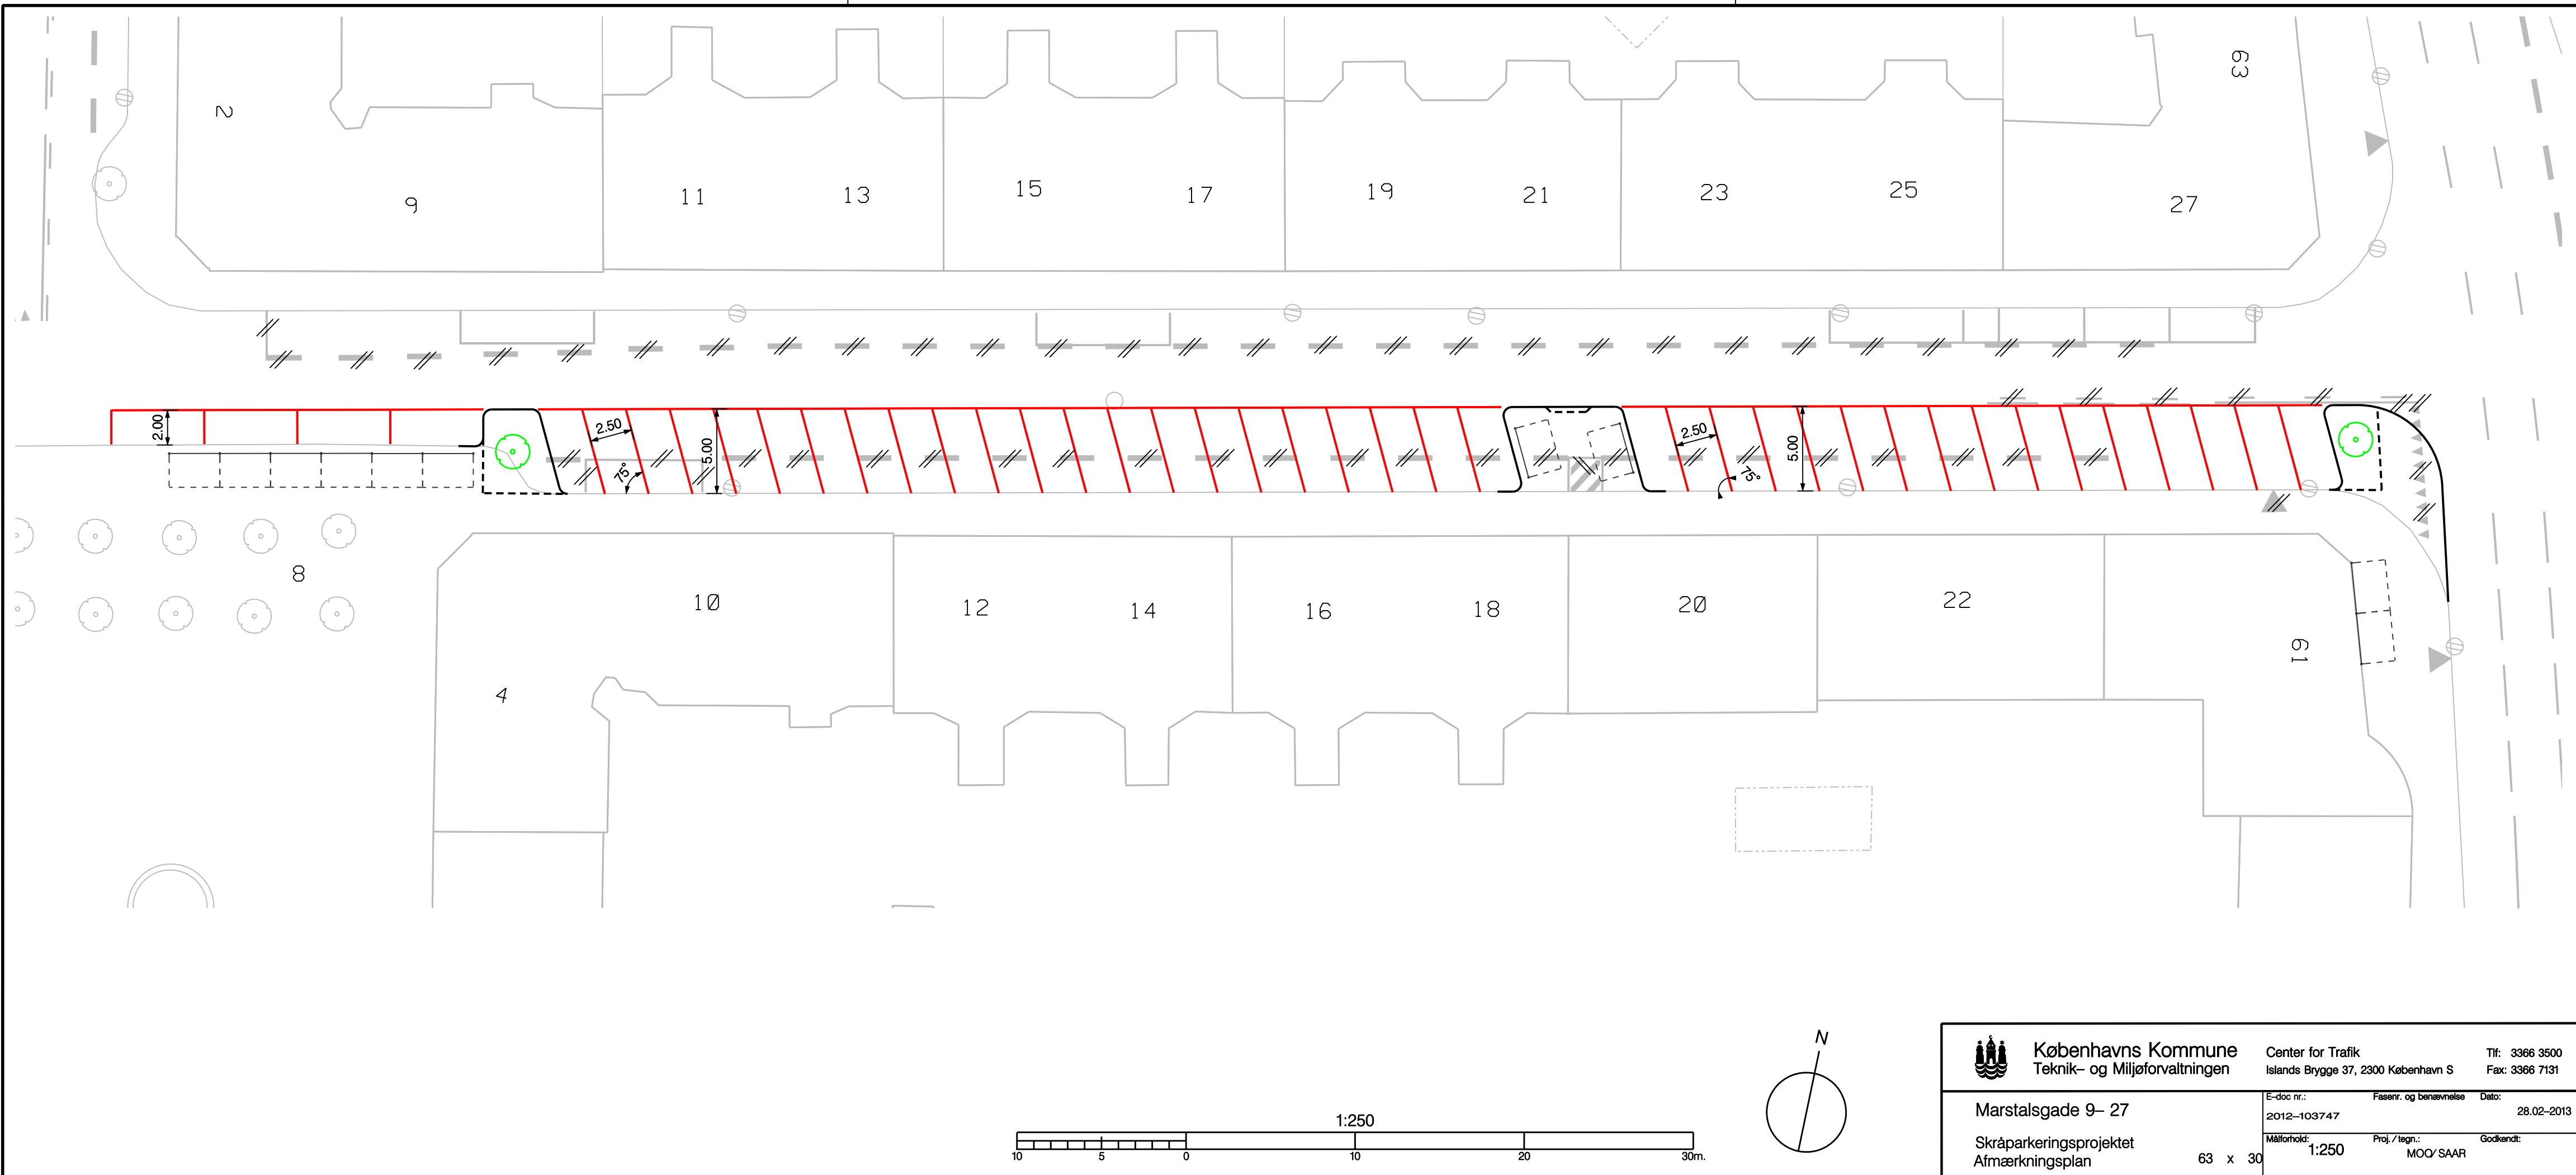 63
2
9
11
13
15
17
19
21
23
25
27
2.00
2.50
75°
5.00
2.50
75°
5.00
8
10
12
14
16
18
20
22
61
4
N
1:250
10 5 0 10 20 30m.
Københavns Kommune
Teknik– og Miljøforvaltningen
Center for Trafik
Islands Brygge 37, 2300 København S
Tlf: 3366 3500
Fax: 3366 7131
Marstalsgade 9– 27
Skråparkeringsprojektet
Afmærkningsplan
63 x 30
E–doc nr.:
2012–103747
Fasenr. og benævnelse
Dato:
28.02–2013
Målforhold:
1:250
Proj. / tegn.:
MOQ/ SAAR
Godkendt: